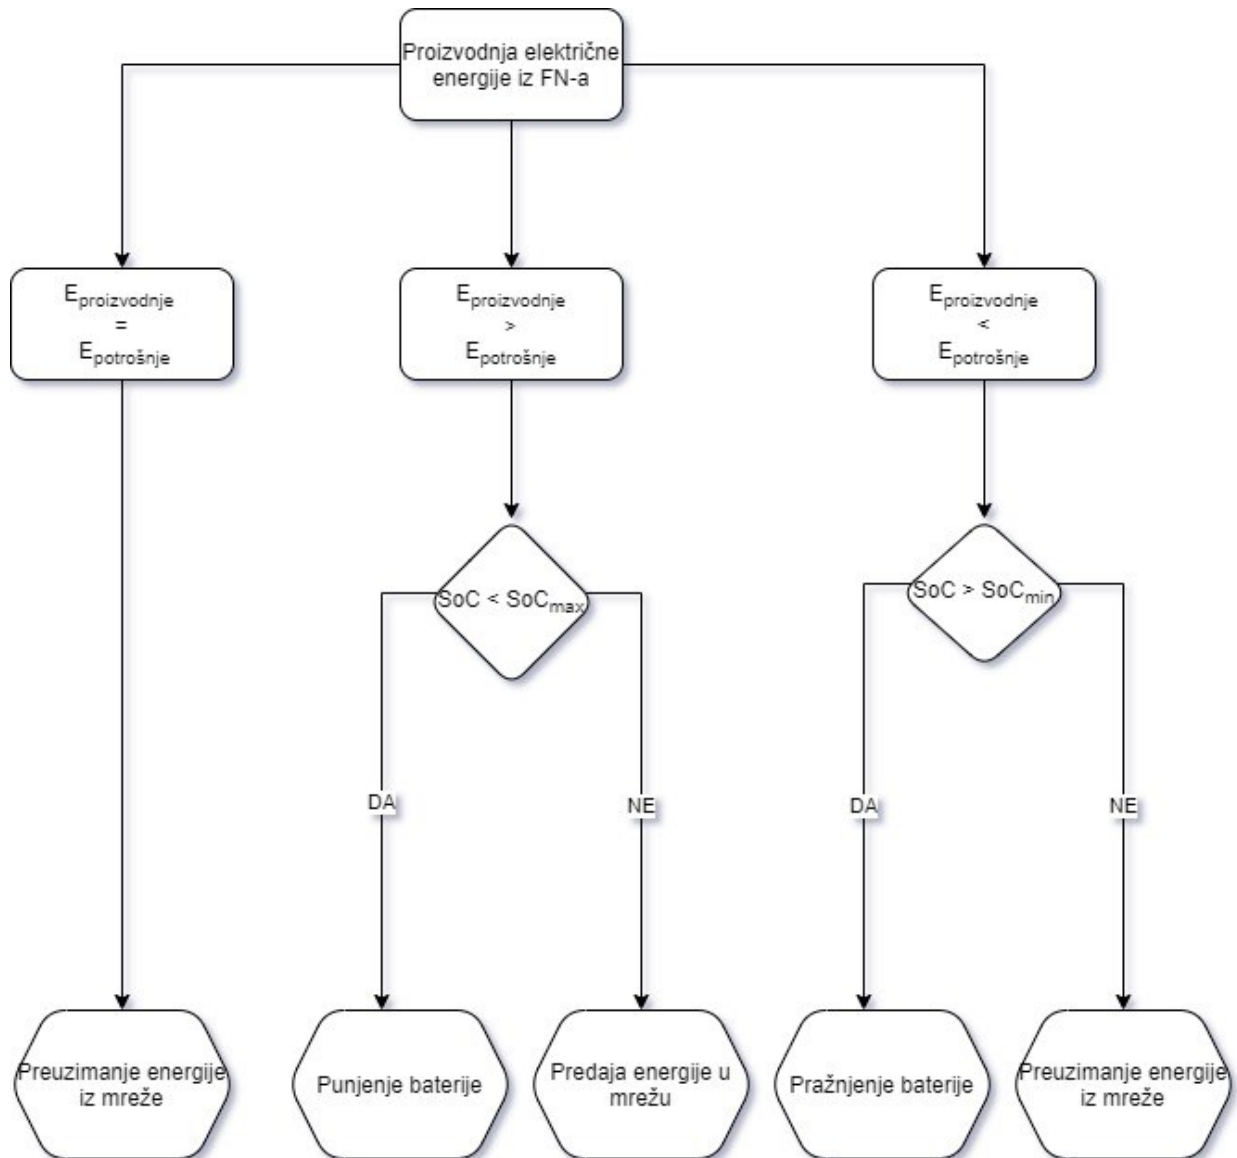 Proizvodnja električne
energije iz FN-a
Eproizvodnje
=
Epotrošnje
Eproizvodnje
>
Epotrošnje
Eproizvodnje
<
Epotrošnje
SoC < SoCmax
SoC > SoCmin
DA
NE
DA
NE
Preuzimanje energije
iz mreže
Punjenje baterije
Predaja energije u
mrežu
Pražnjenje baterije
Preuzimanje energije
iz mreže